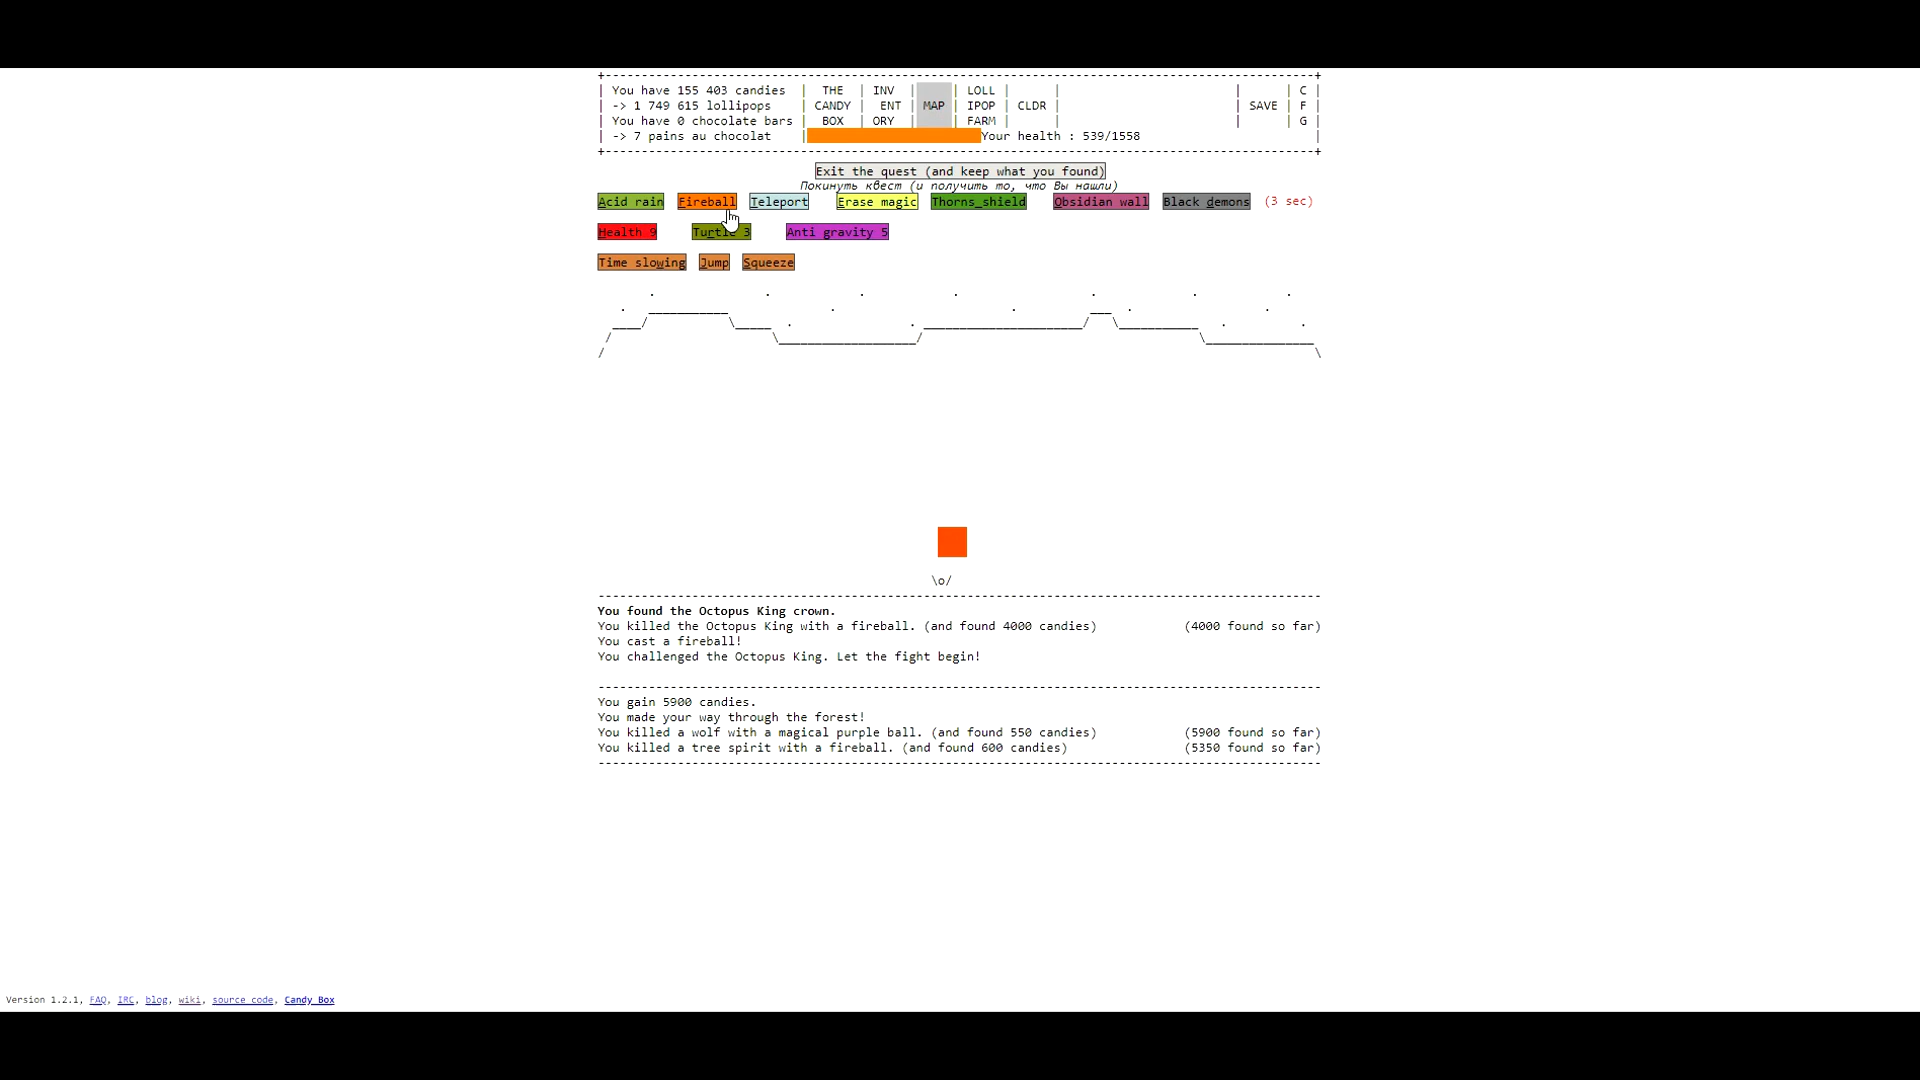 You have 155 403 candies | THE | INV | | LOLL | | | | C |
-> 1 749 615 lollipops | CANDY | ENT | MAP | IPOP | CLDR | | SAVE | F |
You have 0 chocolate bars | BOX | ORY | | FARM | | | | G |
-> 7 pains au chocolat | Your health : 539/1558 |
Exit the quest (and keep what you found)
Покинуть квест (и получить то, что Вы нашли)
Acid rain Fireball Teleport Erase magic Thorns_shield Obsidian wall Black demons (3 sec)
Health 9 Turtle 3 Anti gravity 5
Time slowing Jump Squeeze
\o/
You found the Octopus King crown.
You killed the Octopus King with a fireball. (and found 4000 candies) (4000 found so far)
You cast a fireball!
You challenged the Octopus King. Let the fight begin!
You gain 5900 candies.
You made your way through the forest!
You killed a wolf with a magical purple ball. (and found 550 candies) (5900 found so far)
You killed a tree spirit with a fireball. (and found 600 candies) (5350 found so far)
Version 1.2.1, FAQ, IRC, blog, wiki, source code, Candy Box